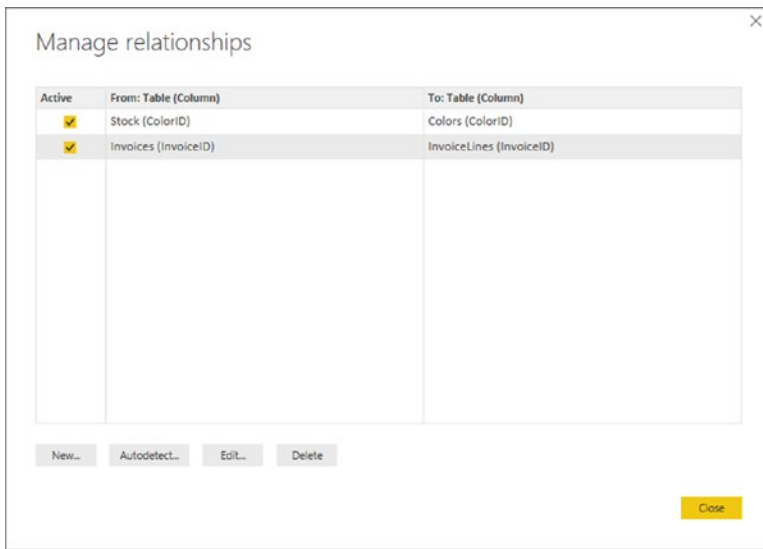 Manage relationships
Active From: Table (Column) To: Table (Column)
Stock (ColorID) Colors (ColorID)
Invoices (InvoiceID) InvoiceLines (InvoiceID)
New... Autodetect... Edit... Delete
Close